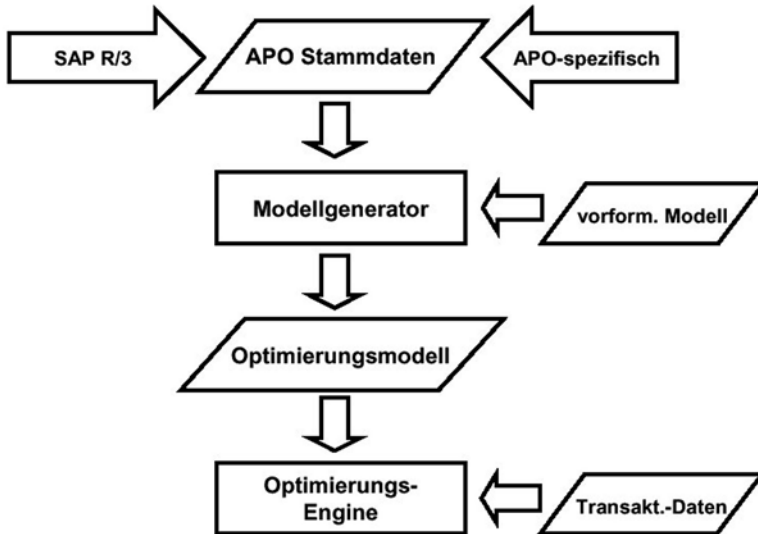 SAP R/3
APO Stammdaten
APO-spezifisch
Modellgenerator
vorform. Modell
Optimierungsmodell
Optimierungs-
Engine
Transakt.-Daten